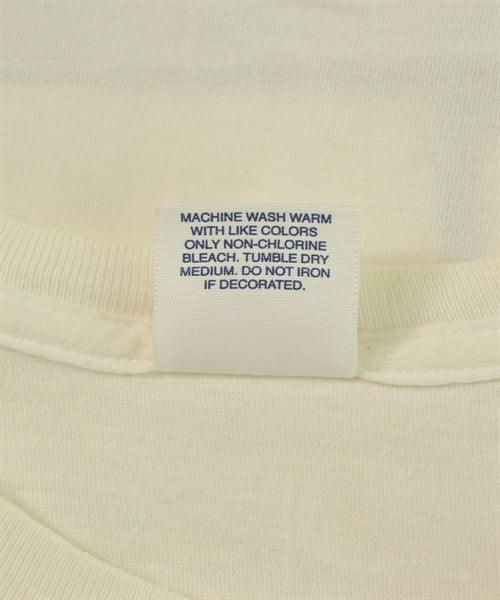 MACHINE WASH WARM
WITH LIKE COLORS
ONLY NON-CHLORINE
BLEACH. TUMBLE DRY
MEDIUM. DO NOT IRON
IF DECORATED.